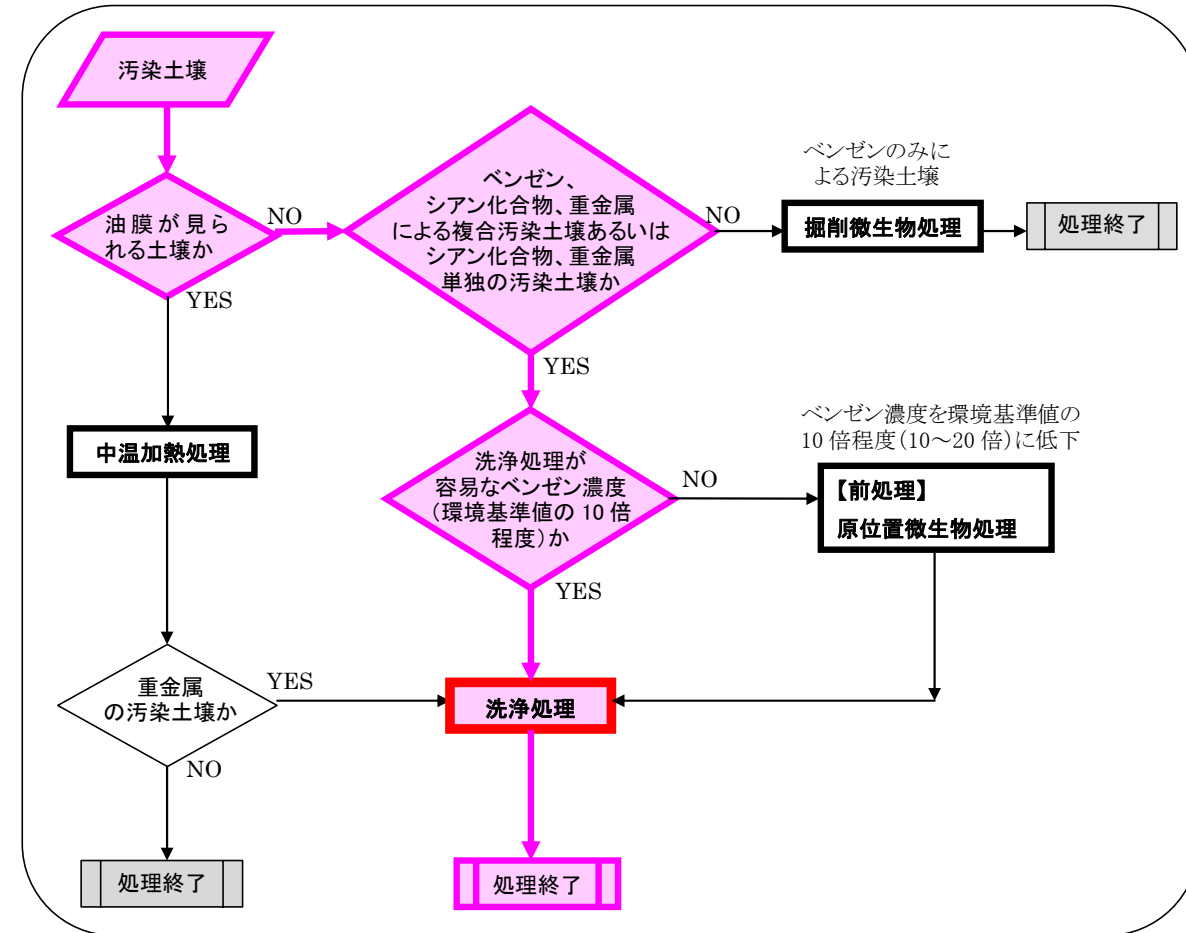 汚染土壌
油膜が見ら
れる土壌か
NO
YES
ベンゼン、
シアン化合物、重金属
による複合汚染土壌あるいは
シアン化合物、重金属
単独の汚染土壌か
NO
YES
ベンゼンのみに
よる汚染土壌
掘削微生物処理
処理終了
中温加熱処理
洗浄処理が
容易なベンゼン濃度
（環境基準値の 10 倍
程度）か
NO
YES
ベンゼン濃度を環境基準値の
10 倍程度（10～20 倍）に低下
【前処理】
原位置微生物処理
重金属
の汚染土壌か
YES
NO
洗浄処理
処理終了
処理終了